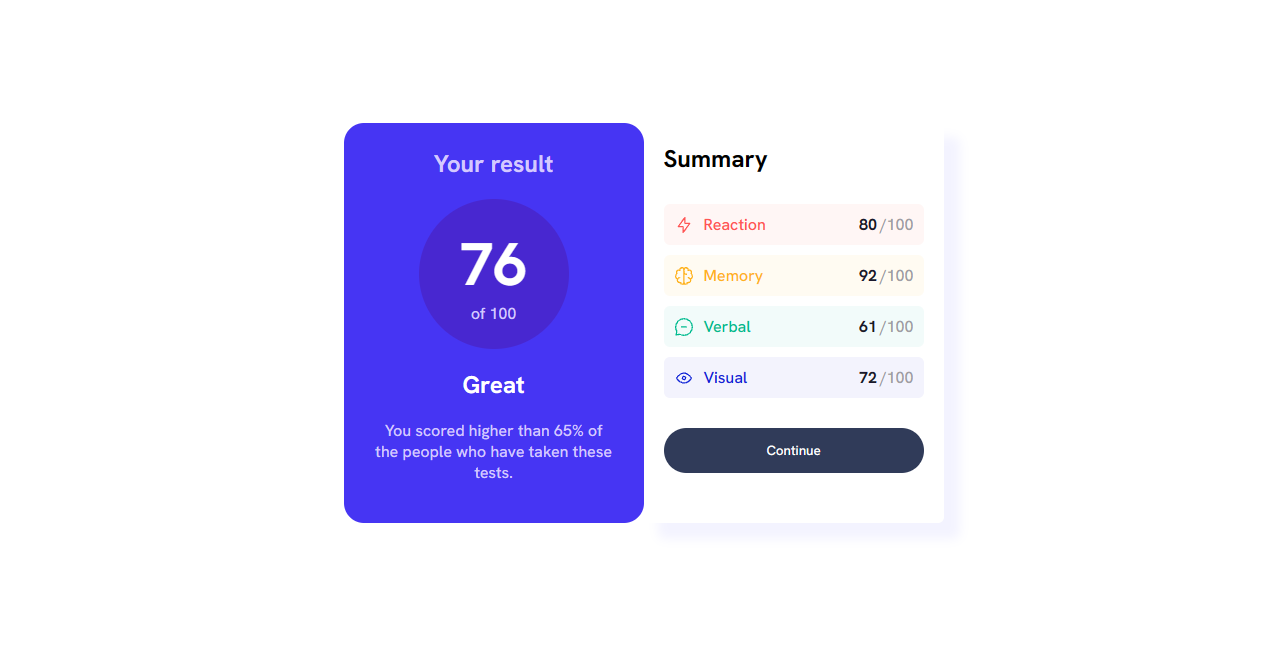 Your result
76
of 100
Great
You scored higher than 65% of
the people who have taken these
tests.
Summary
Reaction 80/100
Memory 92/100
Verbal 61/100
Visual 72/100
Continue